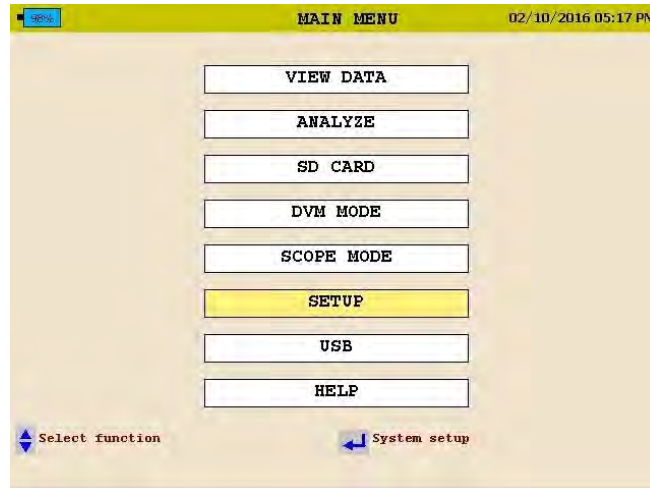 98% MAIN MENU 02/10/2016 05:17 PM
VIEW DATA
ANALYZE
SD CARD
DVM MODE
SCOPE MODE
SETUP
USB
HELP
Select function System setup